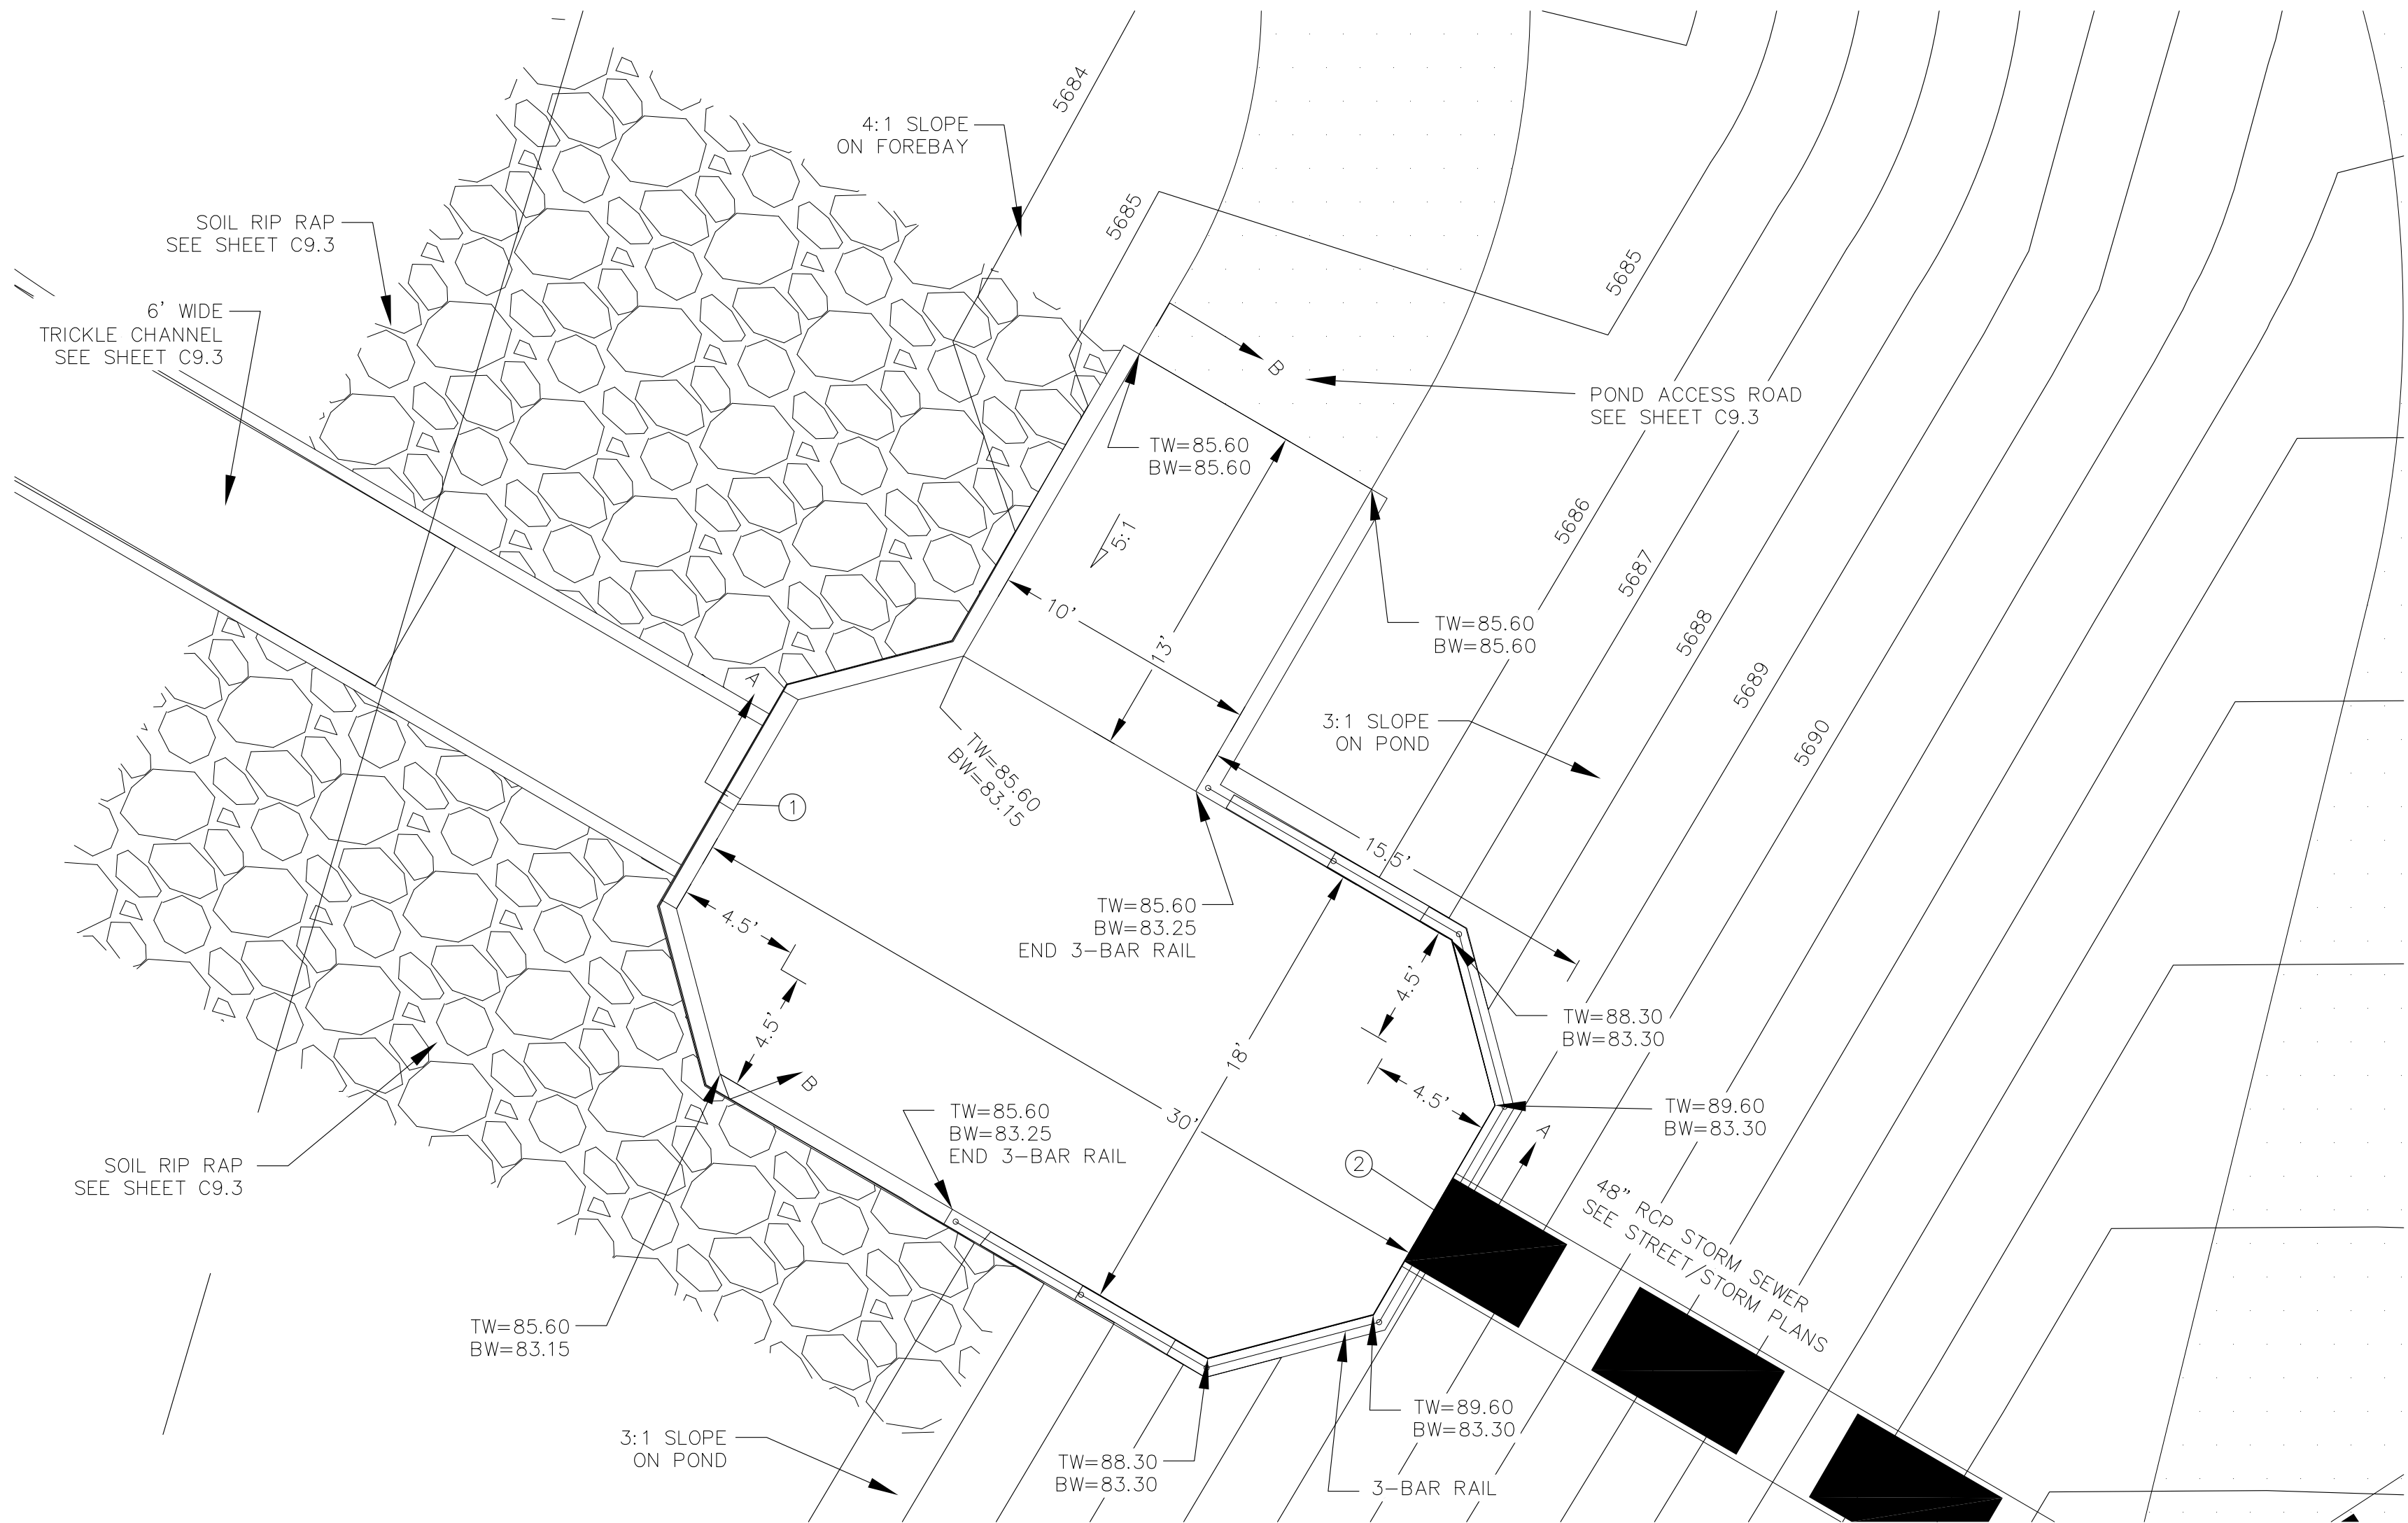 5684
4:1 SLOPE
ON FOREBAY
5685
SOIL RIP RAP
SEE SHEET C9.3
5685
6' WIDE
TRICKLE CHANNEL
SEE SHEET C9.3
B
POND ACCESS ROAD
SEE SHEET C9.3
TW=85.60
BW=85.60
5:1
5686
5687
10'
13'
TW=85.60
BW=85.60
5688
5689
5690
A
3:1 SLOPE
ON POND
TW=85.60
BW=83.15
1
15.5'
4.5'
TW=85.60
BW=83.25
END 3-BAR RAIL
4.5'
4.5'
TW=88.30
BW=83.30
18'
B
30'
4.5'
TW=89.60
BW=83.30
TW=85.60
BW=83.25
END 3-BAR RAIL
A
2
SOIL RIP RAP
SEE SHEET C9.3
48" RCP STORM SEWER
SEE STREET/STORM PLANS
TW=85.60
BW=83.15
TW=89.60
BW=83.30
3:1 SLOPE
ON POND
TW=88.30
BW=83.30
3-BAR RAIL